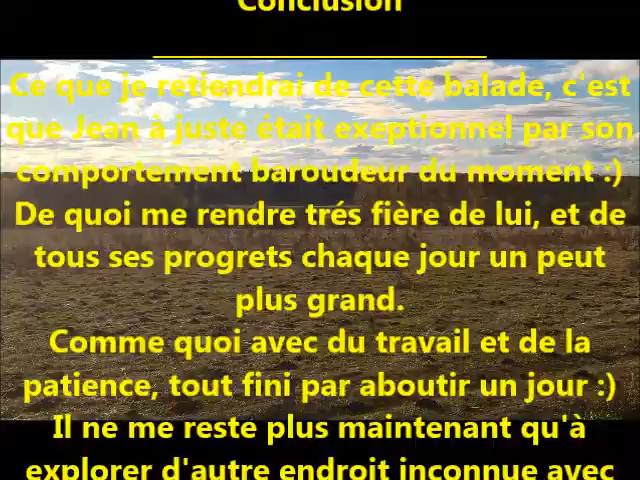 Conclusion
Ce que je retiendrai de cette balade, c'est
que Jean à juste était exeptionnel par son
comportement baroudeur du moment :)
De quoi me rendre trés fière de lui, et de
tous ses progrets chaque jour un peut
plus grand.
Comme quoi avec du travail et de la
patience, tout fini par aboutir un jour :)
Il ne me reste plus maintenant qu'à
explorer d'autre endroit inconnue avec